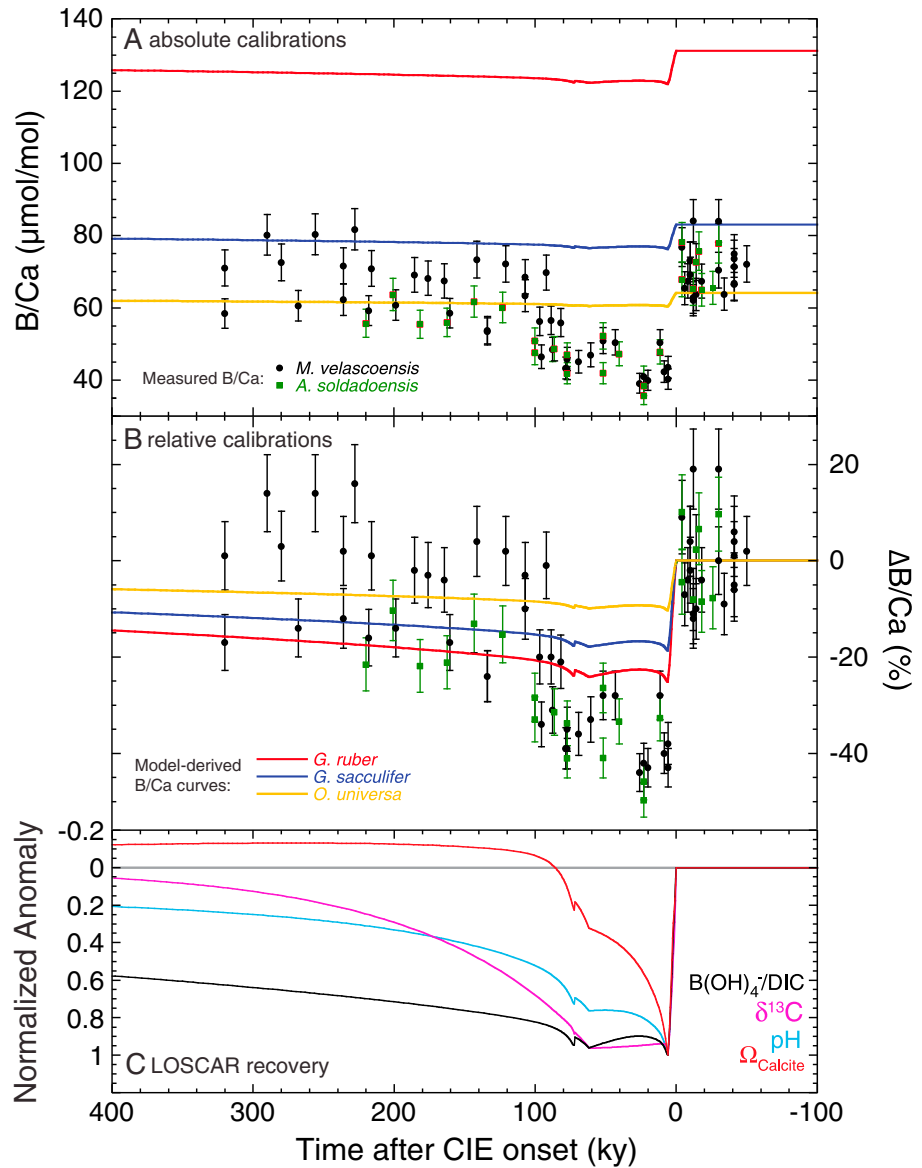 A absolute calibrations
140
120
100
80
60
40
B/Ca (μmol/mol)
Measured B/Ca:
M. velascoensis
A. soldadoensis
B relative calibrations
20
0
-20
-40
ΔB/Ca (%)
Model-derived
B/Ca curves:
G. ruber
G. sacculifer
O. universa
-0.2
0
0.2
0.4
0.6
0.8
1
Normalized Anomaly
B(OH)₄⁻/DIC
δ¹³C
pH
Ω Calcite
C LOSCAR recovery
400 300 200 100 0 -100
Time after CIE onset (ky)